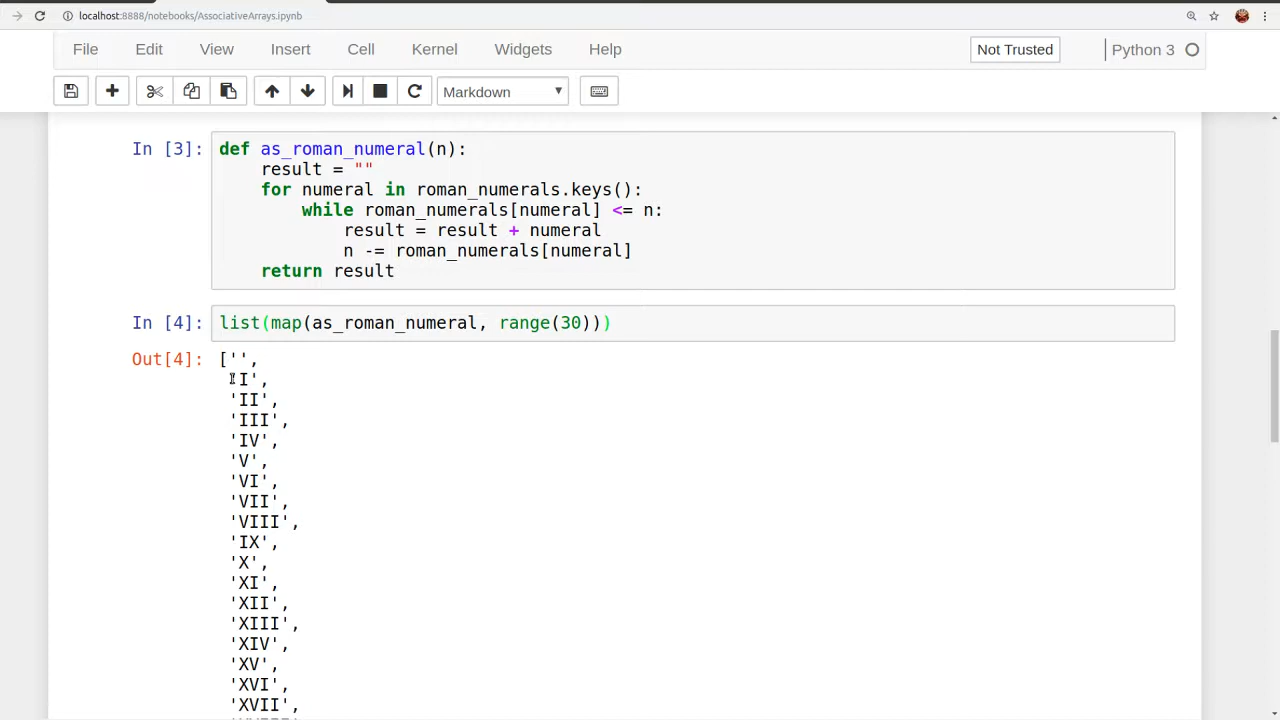 localhost:8888/notebooks/AssociativeArrays.ipynb
File Edit View Insert Cell Kernel Widgets Help Not Trusted Python 3
Markdown
In [3]: def as_roman_numeral(n):
    result = ""
    for numeral in roman_numerals.keys():
        while roman_numerals[numeral] <= n:
            result = result + numeral
            n -= roman_numerals[numeral]
    return result
In [4]: list(map(as_roman_numeral, range(30)))
Out[4]: ['',
'I',
'II',
'III',
'IV',
'V',
'VI',
'VII',
'VIII',
'IX',
'X',
'XI',
'XII',
'XIII',
'XIV',
'XV',
'XVI',
'XVII',